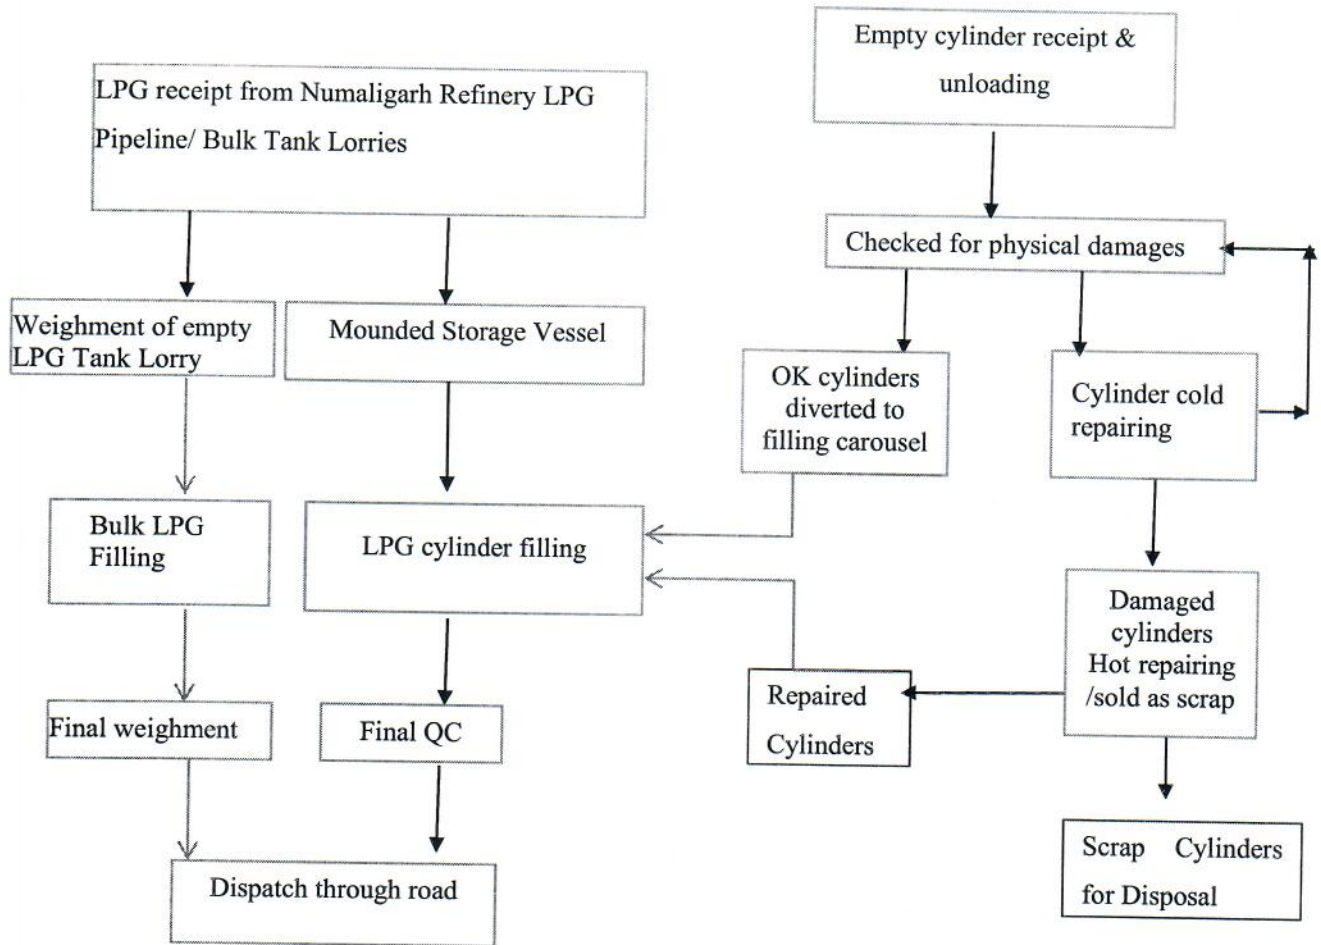 Empty cylinder receipt &
unloading
LPG receipt from Numaligarh Refinery LPG
Pipeline/ Bulk Tank Lorries
Checked for physical damages
Weighment of empty
LPG Tank Lorry
Mounded Storage Vessel
OK cylinders
diverted to
filling carousel
Cylinder cold
repairing
Bulk LPG
Filling
LPG cylinder filling
Damaged
cylinders
Hot repairing
/sold as scrap
Repaired
Cylinders
Final weighment
Final QC
Scrap Cylinders
for Disposal
Dispatch through road